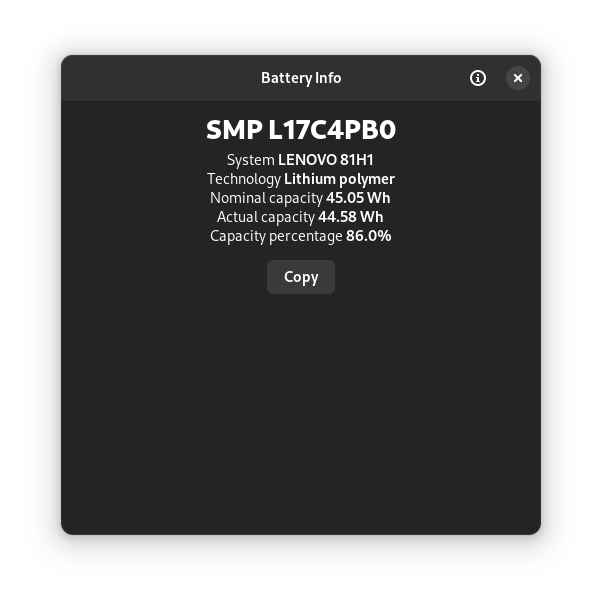 Battery Info
SMP L17C4PB0
System LENOVO 81H1
Technology Lithium polymer
Nominal capacity 45.05 Wh
Actual capacity 44.58 Wh
Capacity percentage 86.0%
Copy